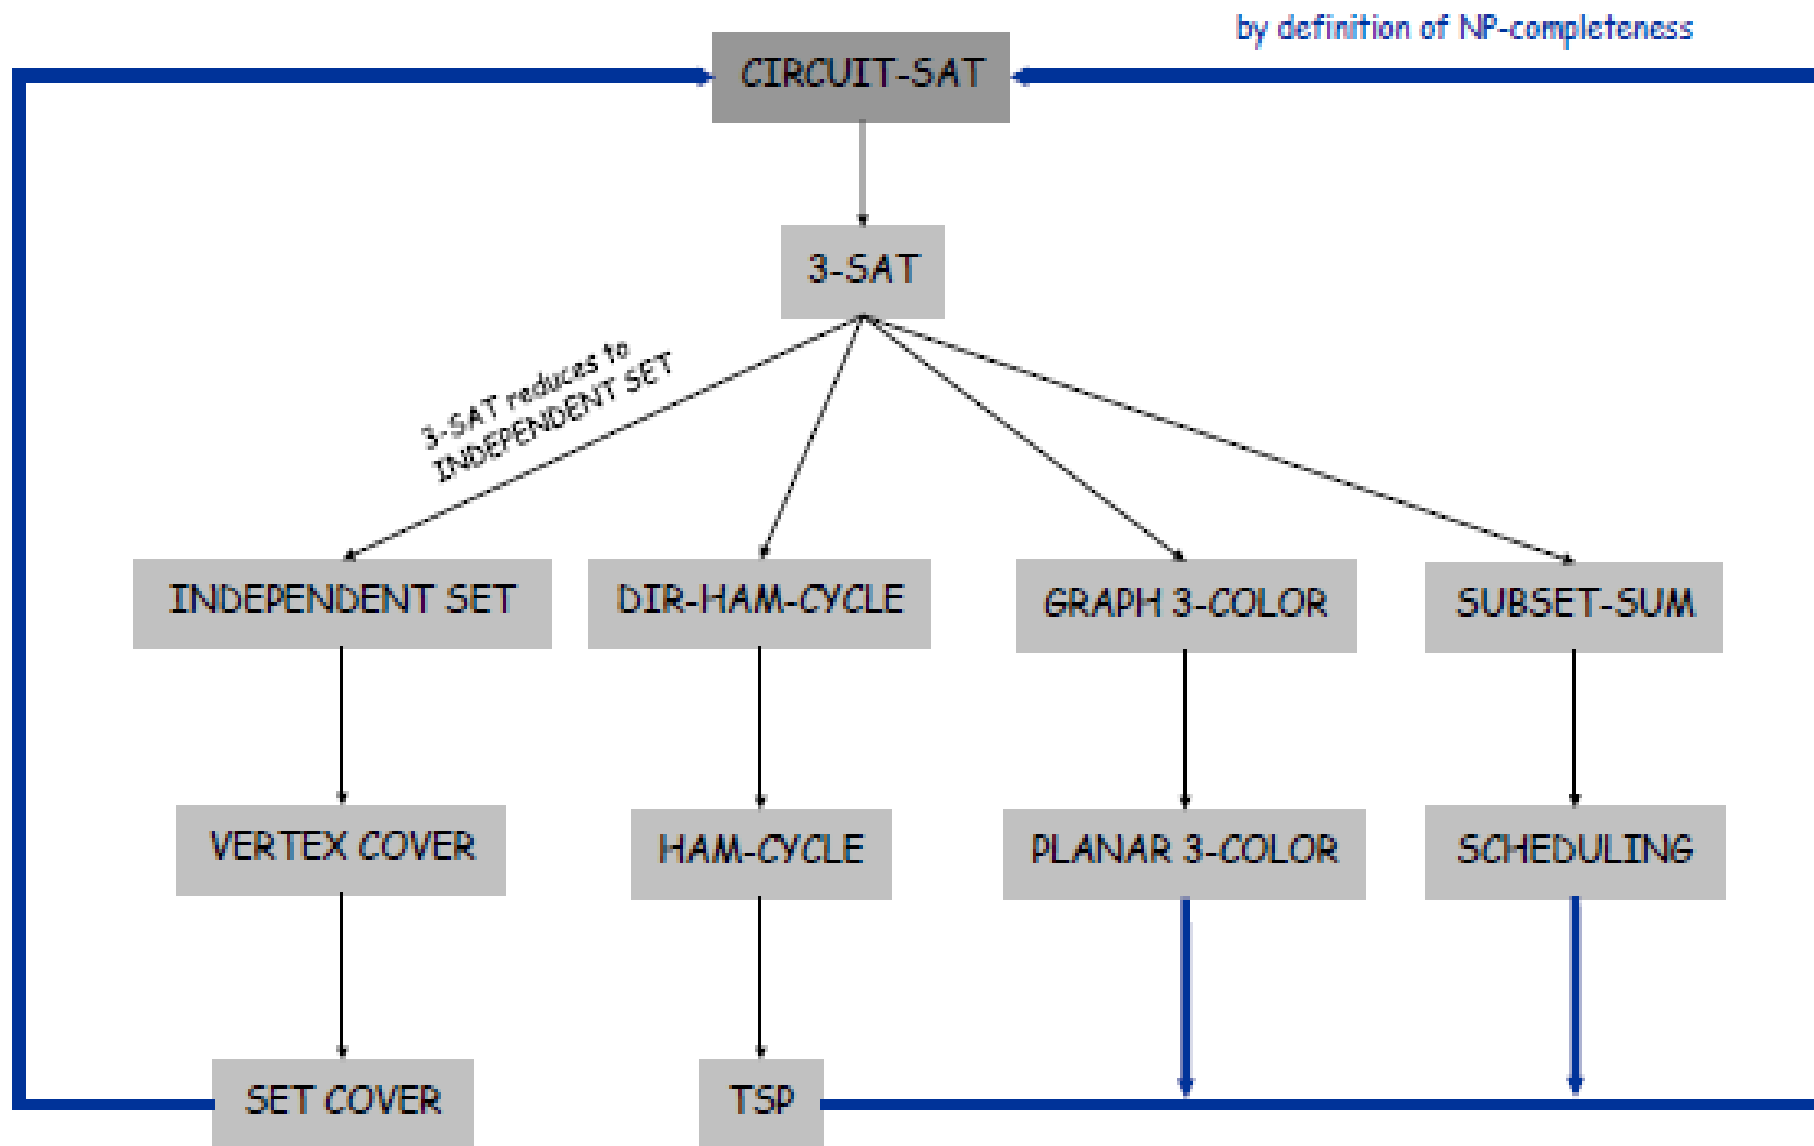 by definition of NP-completeness
CIRCUIT-SAT
3-SAT
3-SAT reduces to
INDEPENDENT SET
INDEPENDENT SET
DIR-HAM-CYCLE
GRAPH 3-COLOR
SUBSET-SUM
VERTEX COVER
HAM-CYCLE
PLANAR 3-COLOR
SCHEDULING
SET COVER
TSP